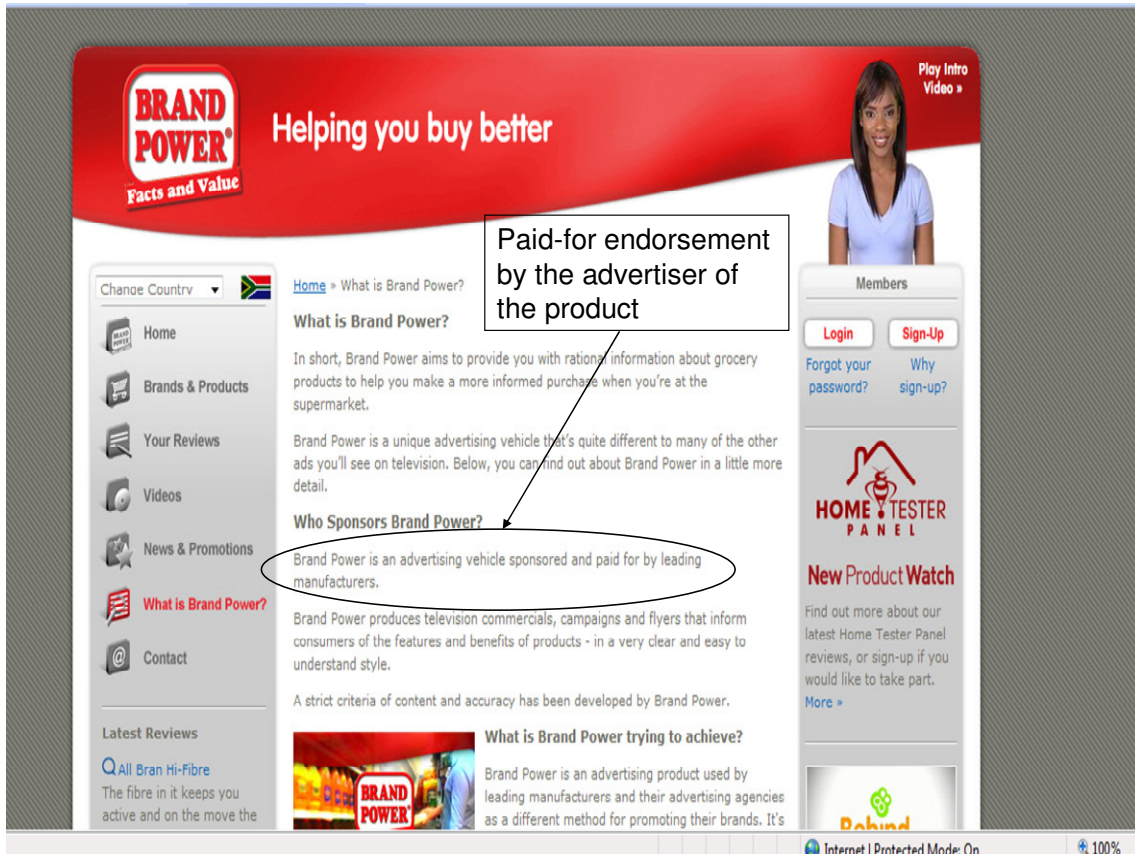 BRAND
POWER®
Facts and Value
Helping you buy better
Play Intro
Video »
Paid-for endorsement
by the advertiser of
the product
Change Country
Home
Brands & Products
Your Reviews
Videos
News & Promotions
What is Brand Power?
Contact
Latest Reviews
All Bran Hi-Fibre
The fibre in it keeps you
active and on the move the
Home » What is Brand Power?
What is Brand Power?
In short, Brand Power aims to provide you with rational information about grocery
products to help you make a more informed purchase when you're at the
supermarket.
Brand Power is a unique advertising vehicle that's quite different to many of the other
ads you'll see on television. Below, you can find out about Brand Power in a little more
detail.
Who Sponsors Brand Power?
Brand Power is an advertising vehicle sponsored and paid for by leading
manufacturers.
Brand Power produces television commercials, campaigns and flyers that inform
consumers of the features and benefits of products - in a very clear and easy to
understand style.
A strict criteria of content and accuracy has been developed by Brand Power.
BRAND
POWER
What is Brand Power trying to achieve?
Brand Power is an advertising product used by
leading manufacturers and their advertising agencies
as a different method for promoting their brands. It's
Members
Login Sign-Up
Forgot your Why
password? sign-up?
HOME TESTER
PANEL
New Product Watch
Find out more about our
latest Home Tester Panel
reviews, or sign-up if you
would like to take part.
More »
Behind
Internet | Protected Mode: On 100%